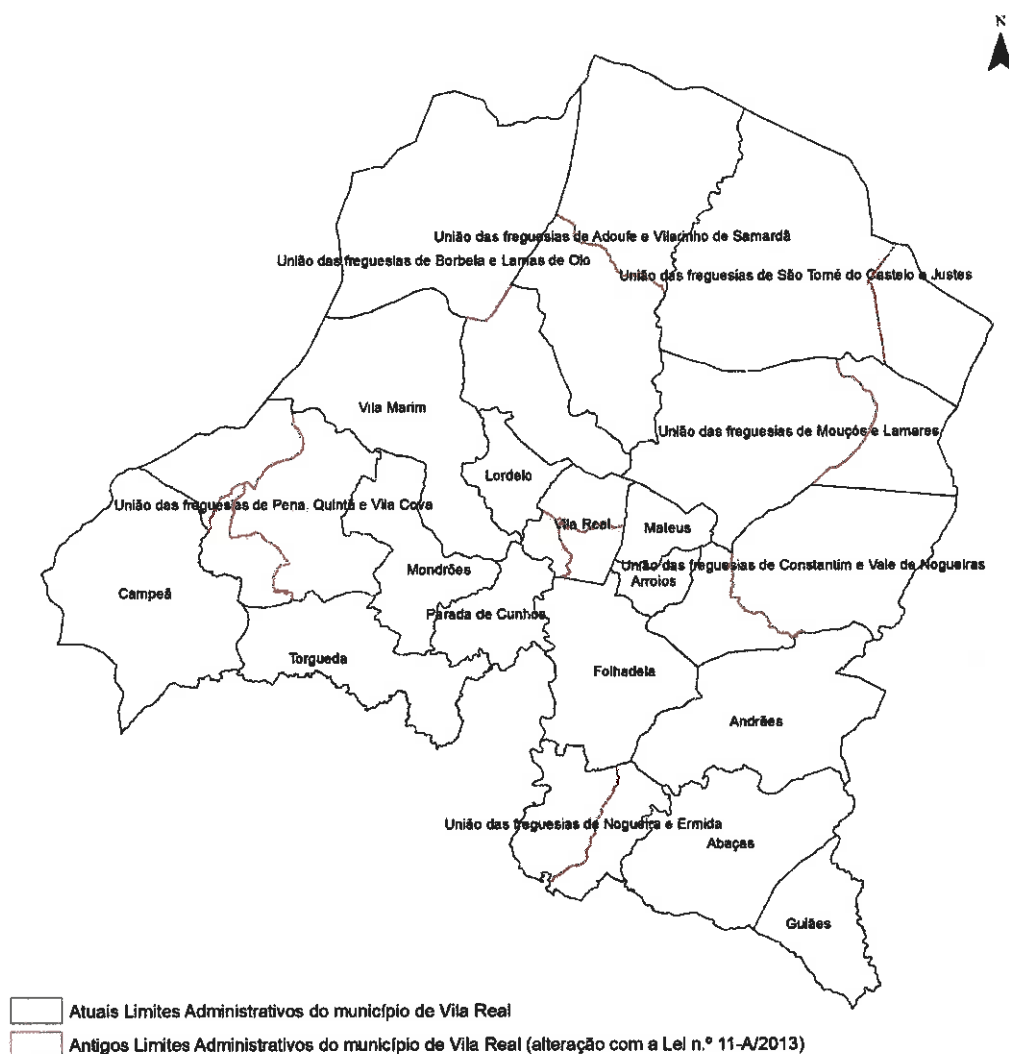 N
União das freguesias de Adoufe e Vilarinho de Samardã
União das freguesias de Borbela e Lamas de Olo
União das freguesias de São Tomé do Castelo e Justes
Vila Marim
União das freguesias de Mouçós e Lamares
Lordelo
União das freguesias de Pena, Quintã e Vila Cova
Vila Real
Mateus
União das freguesias de Constantim e Vale de Nogueiras
Mondrões
Arroios
Campeã
Parada de Cunhos
Torgueda
Folhadela
Andrães
União das freguesias de Nogueira e Ermida
Abaças
Guiães
Atuais Limites Administrativos do município de Vila Real
Antigos Limites Administrativos do município de Vila Real (alteração com a Lei n.º 11-A/2013)